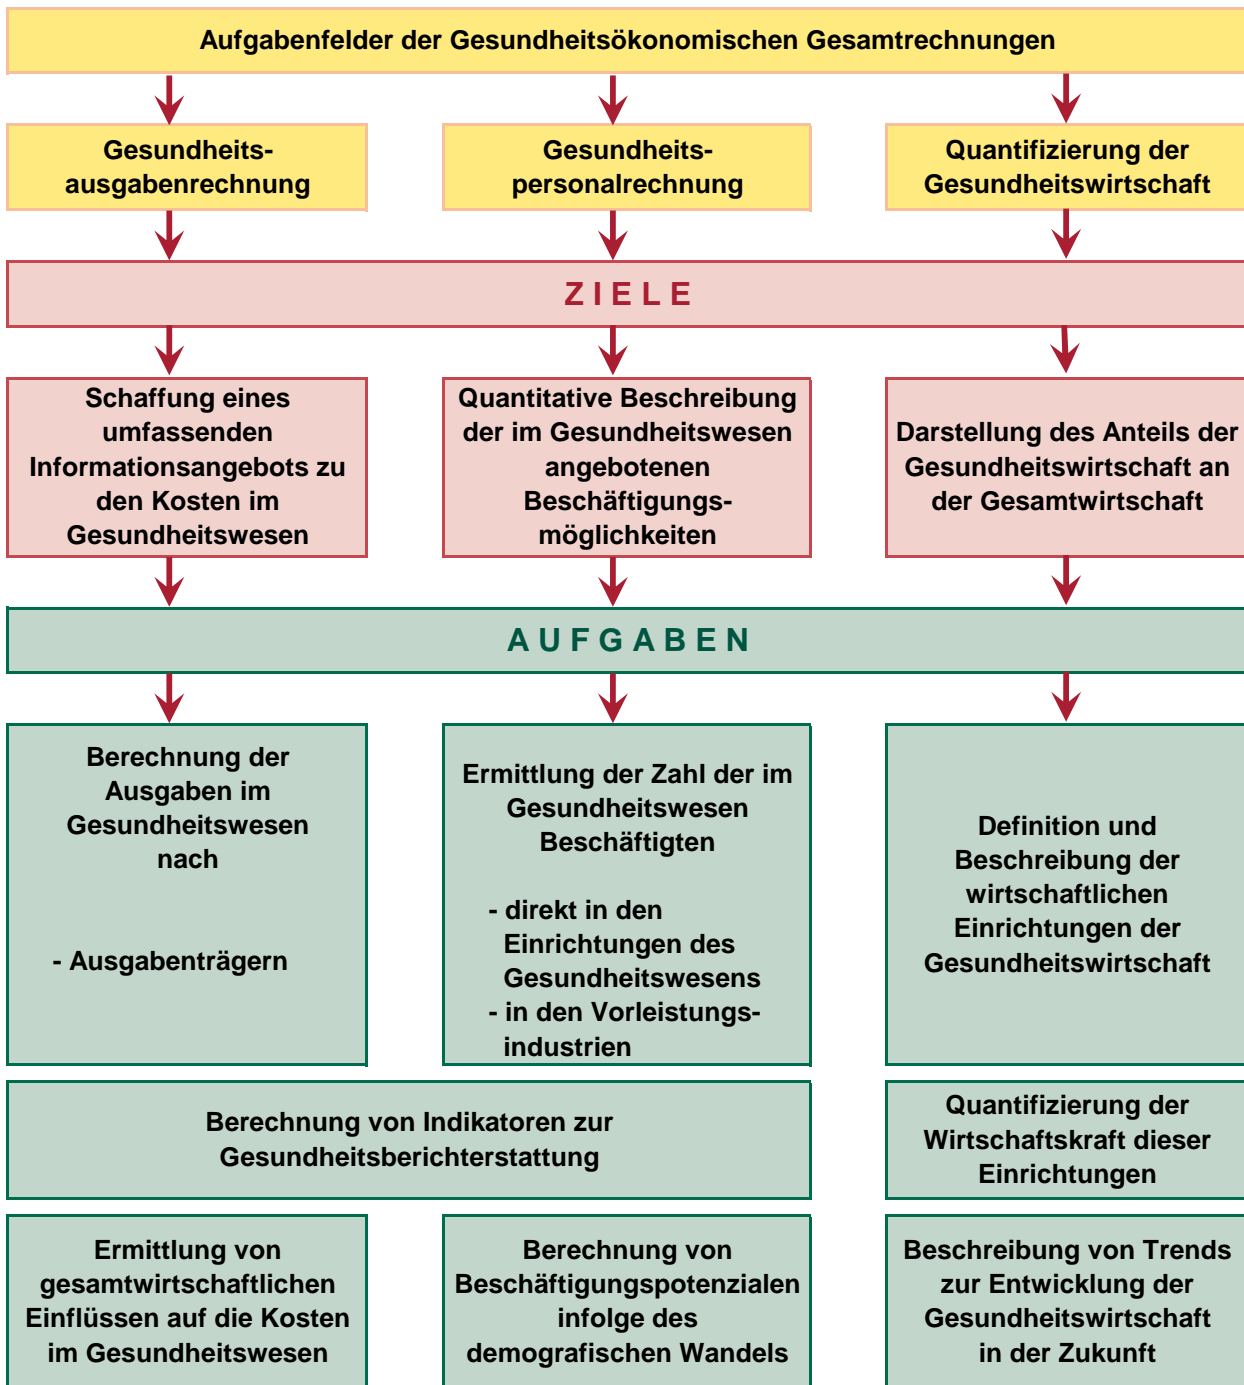 Aufgabenfelder der Gesundheitsökonomischen Gesamtrechnungen
Gesundheits-
ausgabenrechnung
Gesundheits-
personalrechnung
Quantifizierung der
Gesundheitswirtschaft
Z I E L E
Schaffung eines
umfassenden
Informationsangebots zu
den Kosten im
Gesundheitswesen
Quantitative Beschreibung
der im Gesundheitswesen
angebotenen
Beschäftigungs-
möglichkeiten
Darstellung des Anteils der
Gesundheitswirtschaft an
der Gesamtwirtschaft
A U F G A B E N
Berechnung der
Ausgaben im
Gesundheitswesen
nach
- Ausgabenträgern
Ermittlung der Zahl der im
Gesundheitswesen
Beschäftigten
- direkt in den
Einrichtungen des
Gesundheitswesens
- in den Vorleistungs-
industrien
Definition und
Beschreibung der
wirtschaftlichen
Einrichtungen der
Gesundheitswirtschaft
Berechnung von Indikatoren zur
Gesundheitsberichterstattung
Quantifizierung der
Wirtschaftskraft dieser
Einrichtungen
Ermittlung von
gesamtwirtschaftlichen
Einflüssen auf die Kosten
im Gesundheitswesen
Berechnung von
Beschäftigungspotenzialen
infolge des
demografischen Wandels
Beschreibung von Trends
zur Entwicklung der
Gesundheitswirtschaft
in der Zukunft